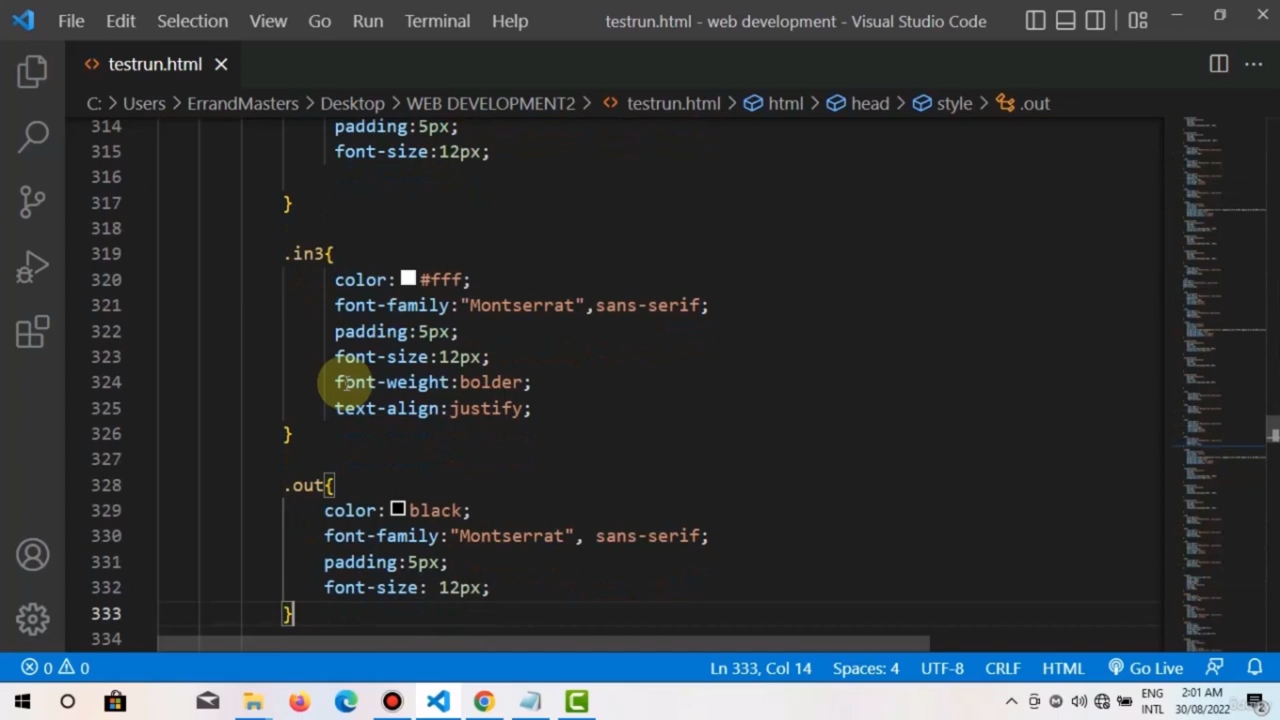 File Edit Selection View Go Run Terminal Help testrun.html - web development - Visual Studio Code
testrun.html
C: > Users > ErrandMasters > Desktop > WEB DEVELOPMENT2 > testrun.html > html > head > style > .out
314 padding:5px;
315 font-size:12px;
316
317 }
318
319 .in3{
320 color: #fff;
321 font-family:"Montserrat",sans-serif;
322 padding:5px;
323 font-size:12px;
324 font-weight:bolder;
325 text-align:justify;
326 }
327
328 .out{
329 color: black;
330 font-family:"Montserrat", sans-serif;
331 padding:5px;
332 font-size: 12px;
333 }
334
0 0 Ln 333, Col 14 Spaces: 4 UTF-8 CRLF HTML Go Live
ENG 2:01 AM
INTL 30/08/2022 2